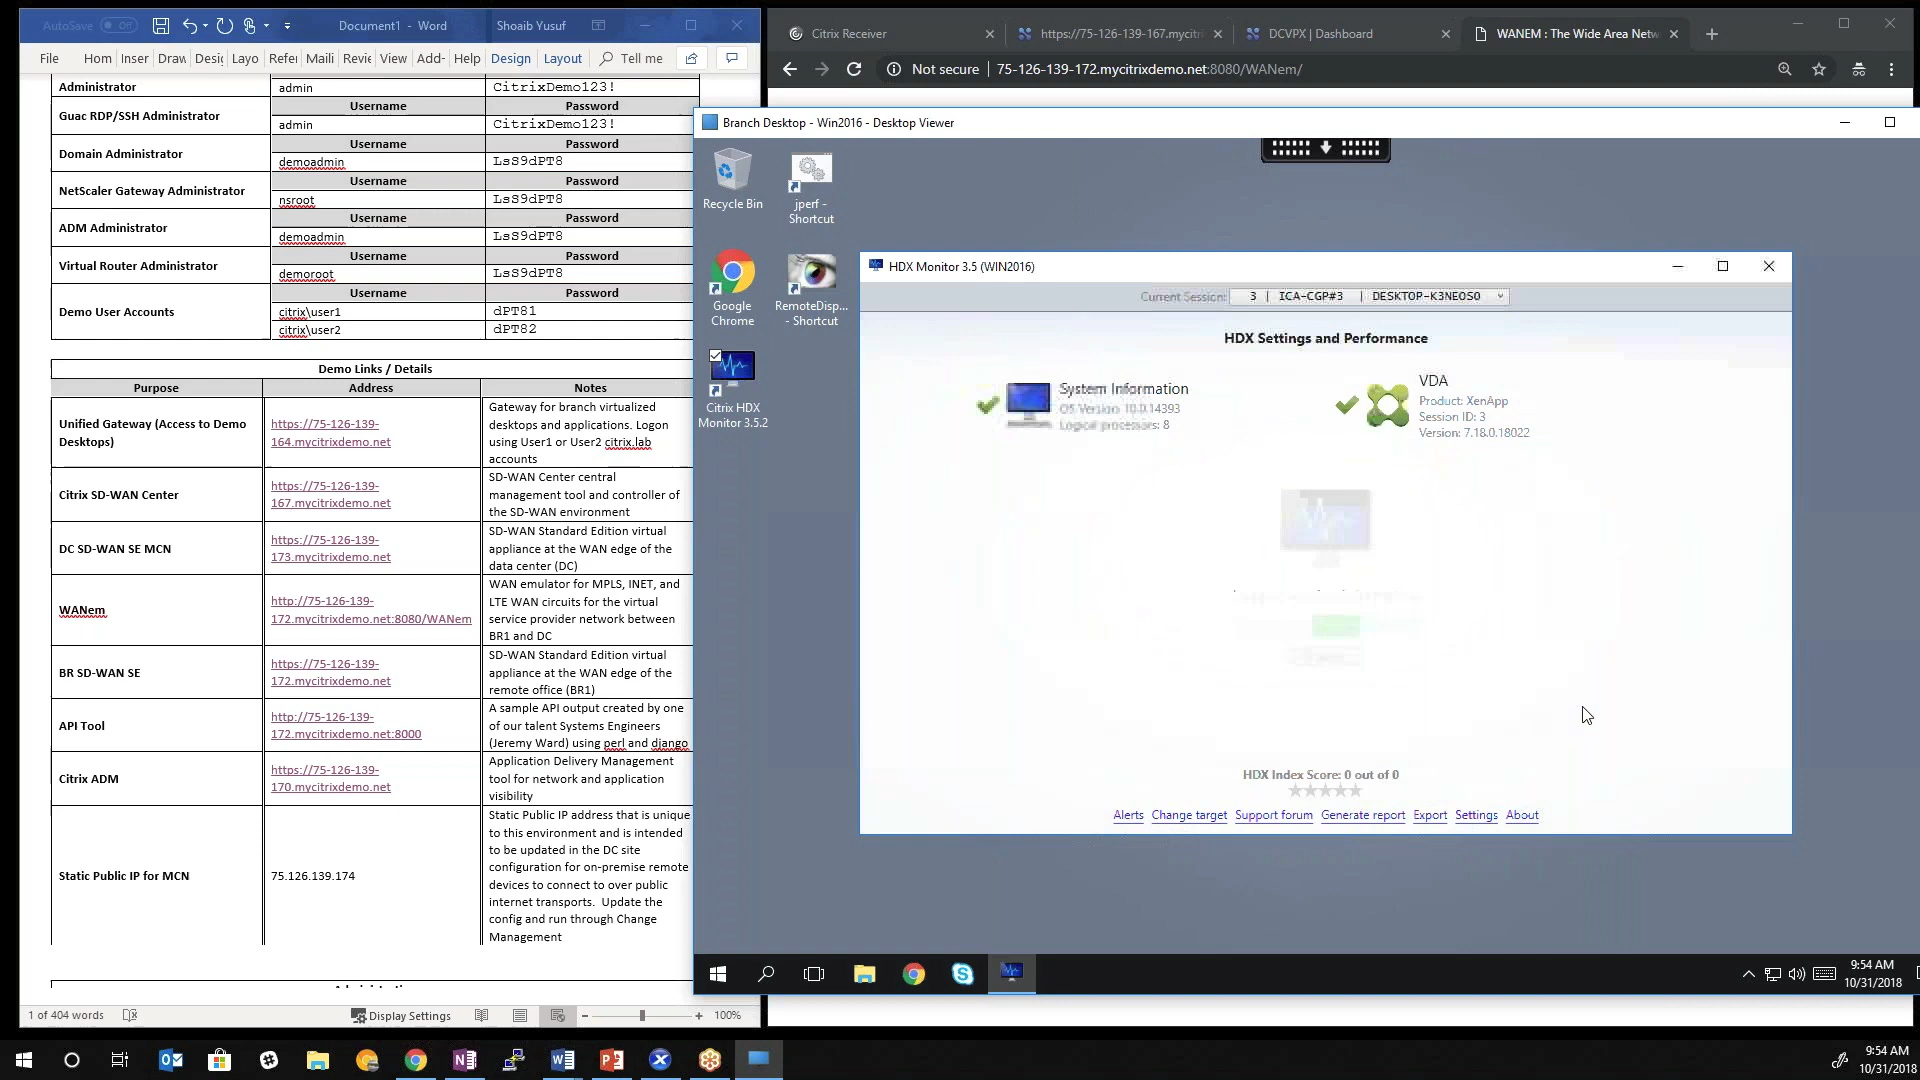 AutoSave Off
Document1 - Word
Shoaib Yusuf
File Hom Inser Draw Desig Layo Refer Maili Revie View Add- Help Design Layout Tell me
Administrator admin CitrixDemo123!
Guac RDP/SSH Administrator
Username Password
admin CitrixDemo123!
Domain Administrator
Username Password
demoadmin LsS9dPT8
NetScaler Gateway Administrator
Username Password
nsroot LsS9dPT8
ADM Administrator
Username Password
demoadmin LsS9dPT8
Virtual Router Administrator
Username Password
demoroot LsS9dPT8
Demo User Accounts
Username Password
citrix\user1 dPT81
citrix\user2 dPT82
Demo Links / Details
Purpose Address Notes
Unified Gateway (Access to Demo
Desktops)
https://75-126-139-
164.mycitrixdemo.net
Gateway for branch virtualized
desktops and applications. Logon
using User1 or User2 citrix.lab
accounts
Citrix SD-WAN Center
https://75-126-139-
167.mycitrixdemo.net
SD-WAN Center central
management tool and controller of
the SD-WAN environment
DC SD-WAN SE MCN
https://75-126-139-
173.mycitrixdemo.net
SD-WAN Standard Edition virtual
appliance at the WAN edge of the
data center (DC)
WANem
http://75-126-139-
172.mycitrixdemo.net:8080/WANem
WAN emulator for MPLS, INET, and
LTE WAN circuits for the virtual
service provider network between
BR1 and DC
BR SD-WAN SE
https://75-126-139-
172.mycitrixdemo.net
SD-WAN Standard Edition virtual
appliance at the WAN edge of the
remote office (BR1)
API Tool
http://75-126-139-
172.mycitrixdemo.net:8000
A sample API output created by one
of our talent Systems Engineers
(Jeremy Ward) using perl and django
Citrix ADM
https://75-126-139-
170.mycitrixdemo.net
Application Delivery Management
tool for network and application
visibility
Static Public IP for MCN
75.126.139.174
Static Public IP address that is unique
to this environment and is intended
to be updated in the DC site
configuration for on-premise remote
devices to connect to over public
internet transports. Update the
config and run through Change
Management
1 of 404 words
Display Settings
100%
Citrix Receiver
https://75-126-139-167.mycitri
DCVPX | Dashboard
WANEM : The Wide Area Netw
Not secure
75-126-139-172.mycitrixdemo.net:8080/WANem/
Branch Desktop - Win2016 - Desktop Viewer
Recycle Bin
jperf -
Shortcut
Google
Chrome
RemoteDisp...
- Shortcut
Citrix HDX
Monitor 3.5.2
HDX Monitor 3.5 (WIN2016)
Current Session: 3 | ICA-CGP#3 | DESKTOP-K3NEOS0
HDX Settings and Performance
System Information
OS Version: 10.0.14393
Logical processors: 8
VDA
Product: XenApp
Session ID: 3
Version: 7.18.0.18022
HDX Index Score: 0 out of 0
Alerts Change target Support forum Generate report Export Settings About
9:54 AM
10/31/2018
9:54 AM
10/31/2018